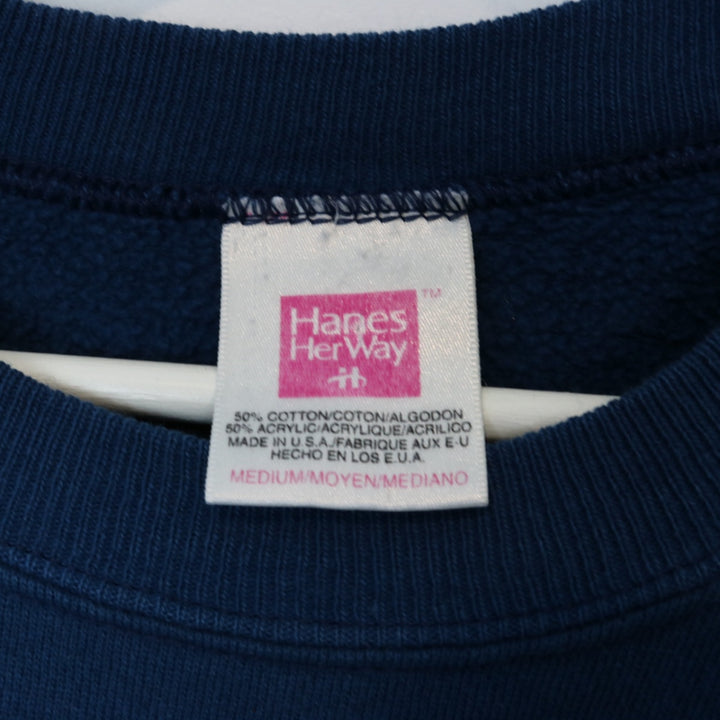 Hanes
HerWay
TM
50% COTTON/COTON/ALGODON
50% ACRYLIC/ACRYLIQUE/ACRILICO
MADE IN U.S.A./FABRIQUE AUX E-U
HECHO EN LOS E.U.A.
MEDIUM/MOYEN/MEDIANO